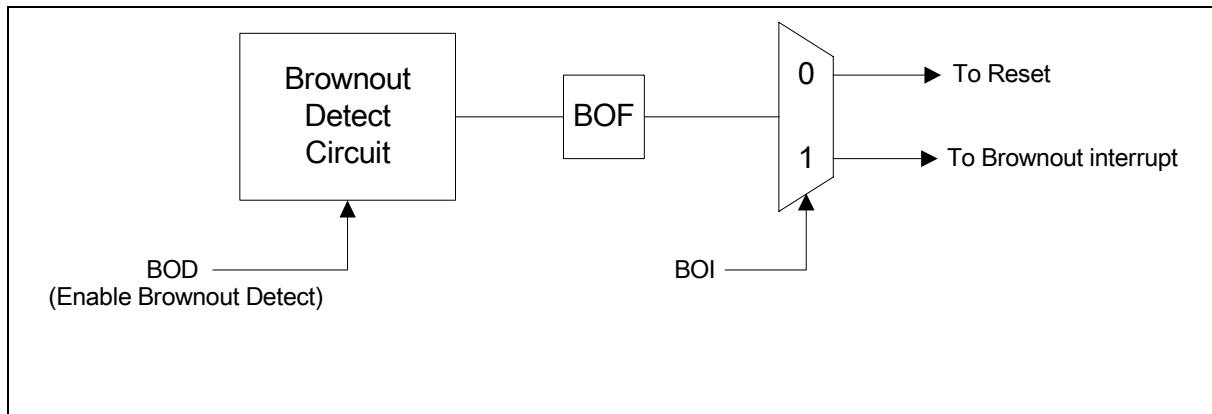 Brownout
Detect
Circuit
BOF
0
1
To Reset
To Brownout interrupt
BOD
(Enable Brownout Detect)
BOI